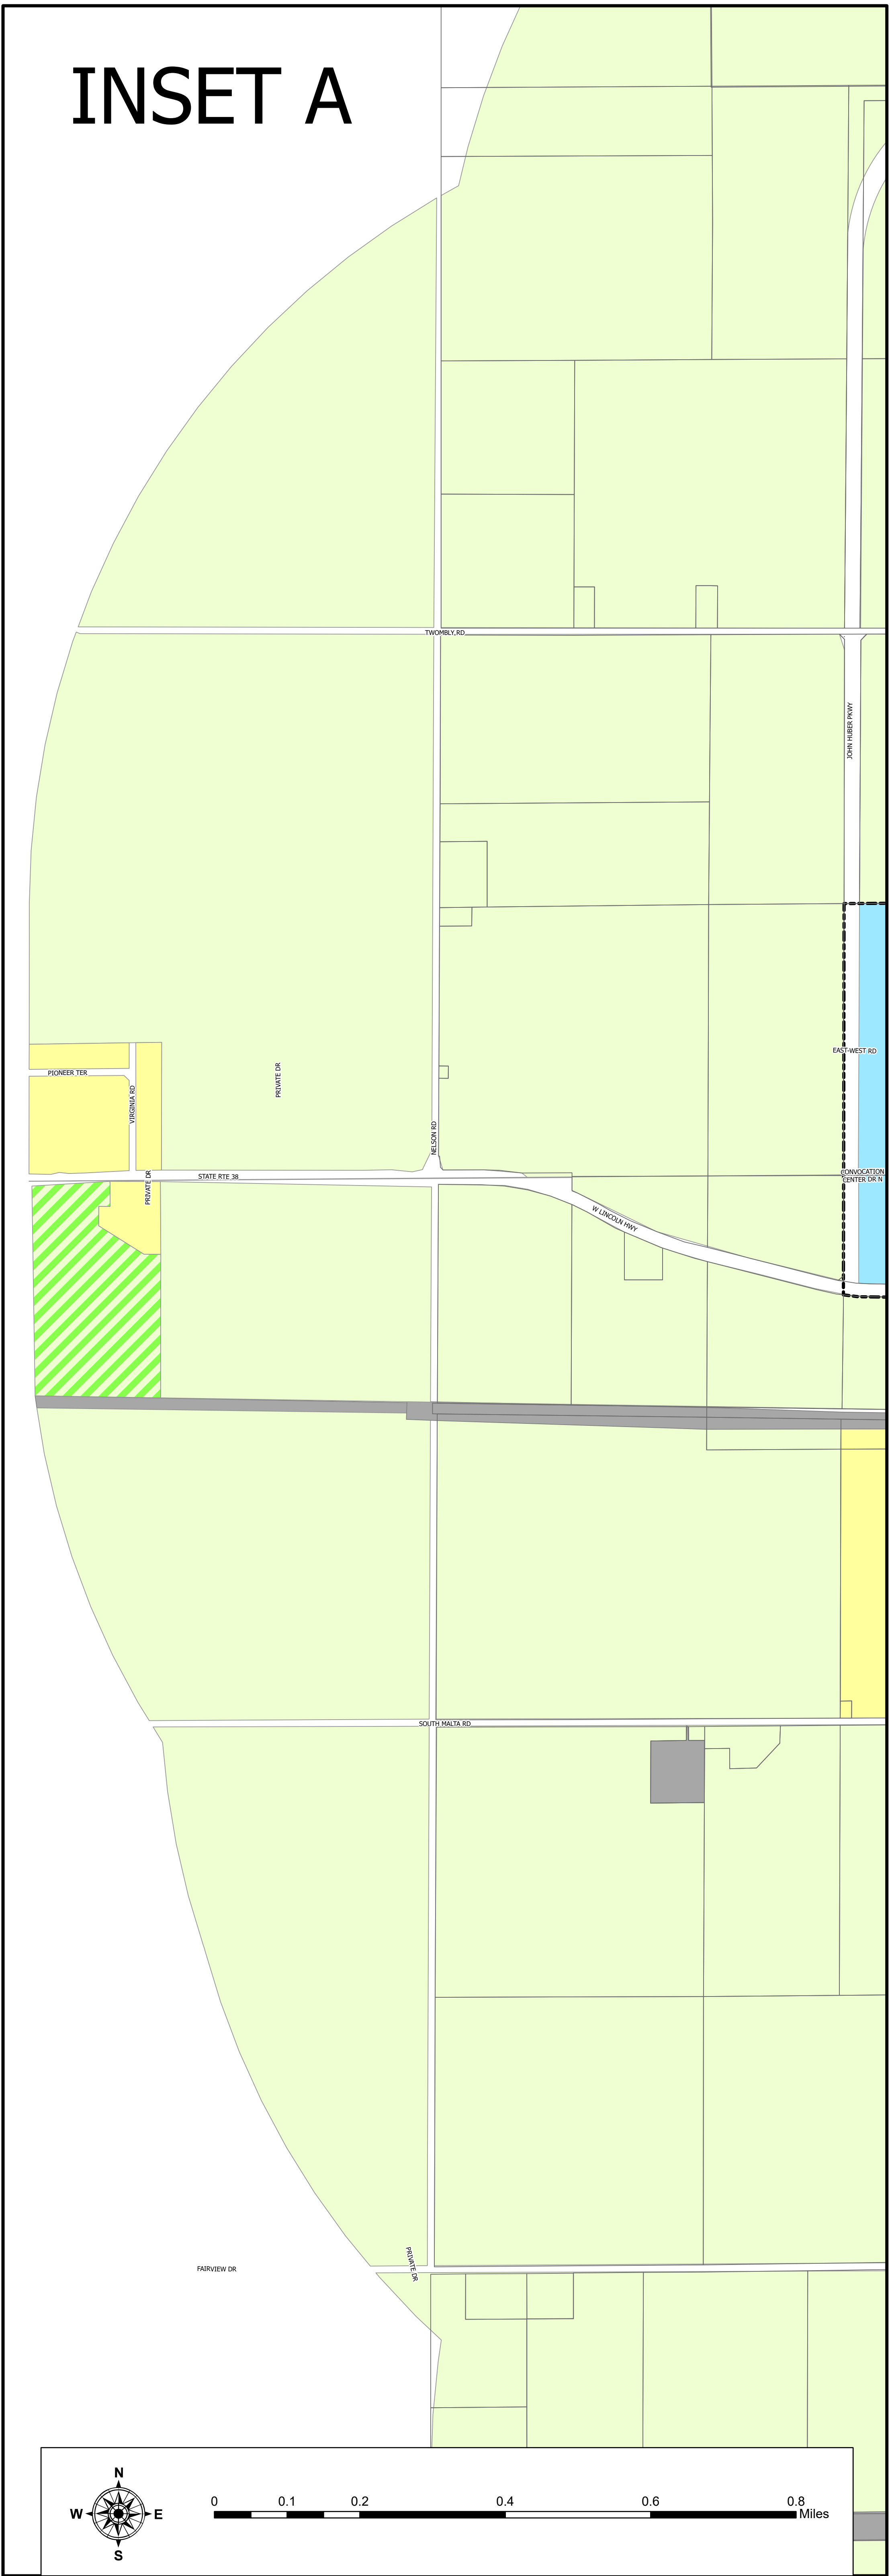 INSET A
TWOMBLY RD
JOHN HUBER PKWY
EAST-WEST RD
PIONEER TER
VIRGINIA RD
PRIVATE DR
NELSON RD
PRIVATE DR
STATE RTE 38
CONVOCATION
CENTER DR N
W LINCOLN HWY
SOUTH MALTA RD
PRIVATE DR
FAIRVIEW DR
N
W
E
S
0
0.1
0.2
0.4
0.6
0.8
Miles